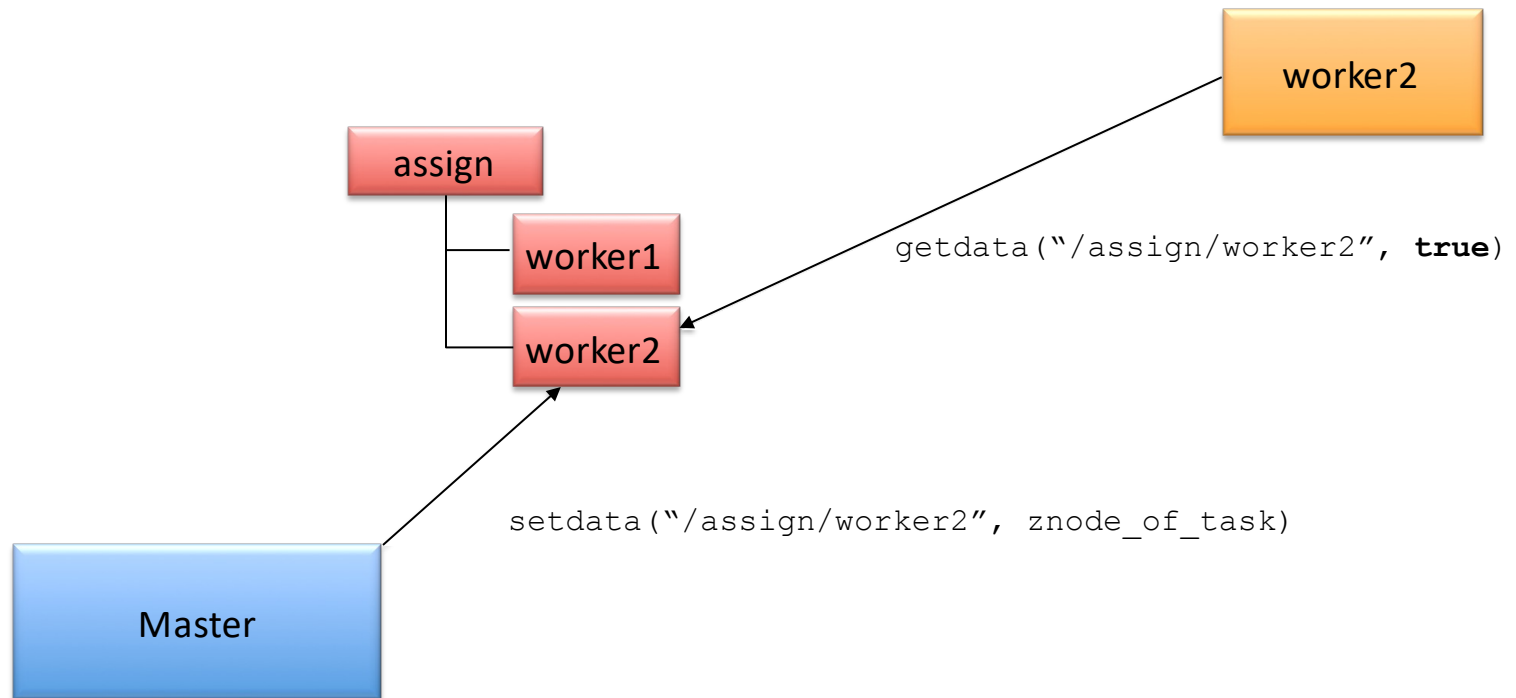 worker2
assign
worker1
getdata(“/assign/worker2”, true)
worker2
setdata(“/assign/worker2”, znode_of_task)
Master